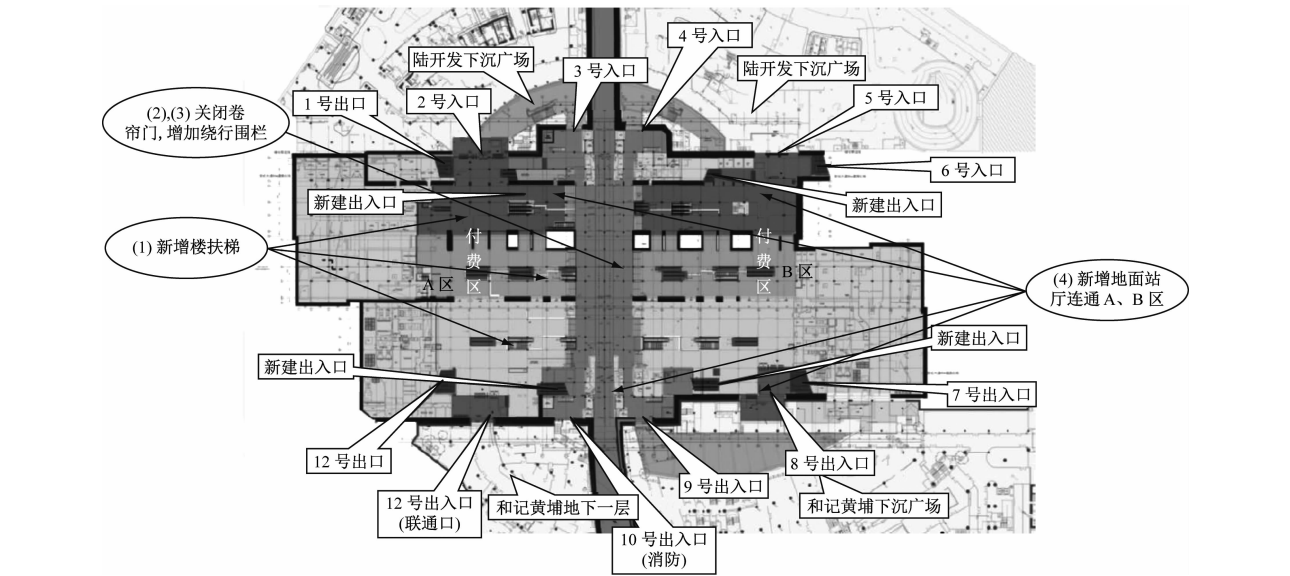 4 号入口
陆开发下沉广场
3 号入口
陆开发下沉广场
1 号出口
2 号入口
5 号入口
(2),(3) 关闭卷
帘门, 增加绕行围栏
6 号入口
新建出入口
新建出入口
(1) 新增楼扶梯
付费区
付费区
A 区
B 区
(4) 新增地面站
厅连通 A、B 区
新建出入口
新建出入口
7 号出入口
12 号出口
8 号出入口
9 号出入口
12 号出入口
(联通口)
和记黄埔地下一层
和记黄埔下沉广场
10 号出入口
(消防)